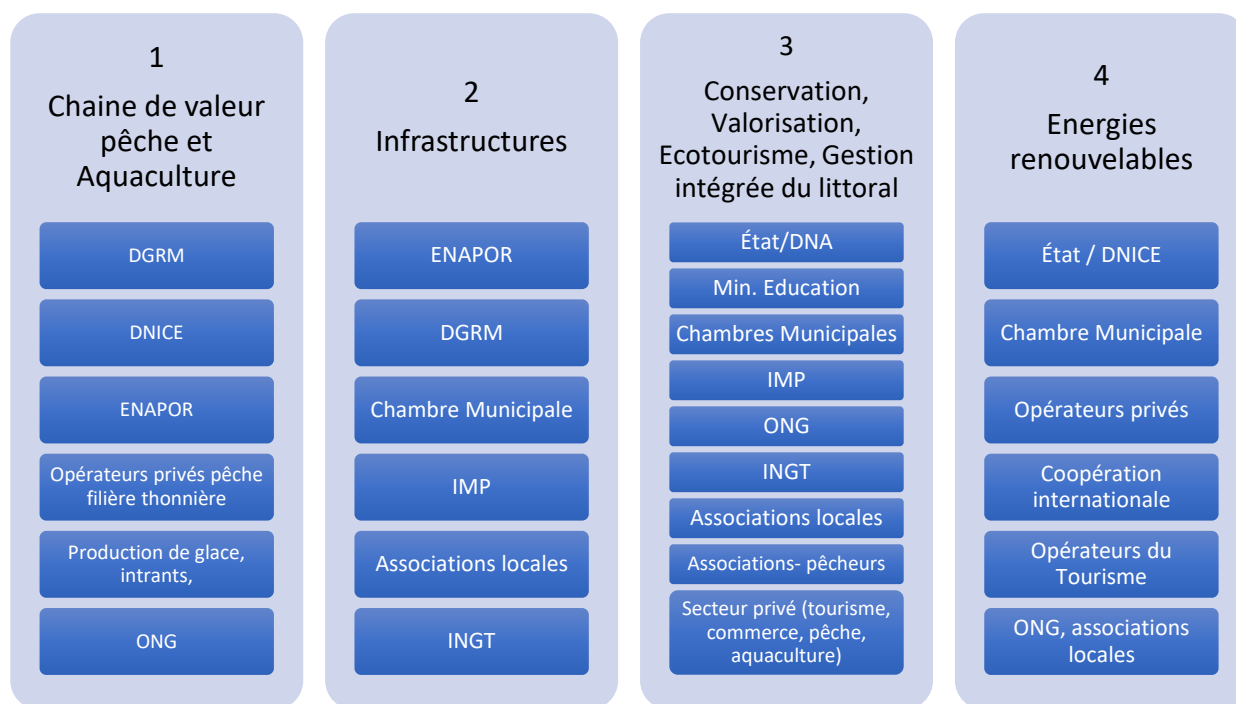 1
Chaine de valeur
pêche et
Aquaculture
DGRM
DNICE
ENAPOR
Opérateurs privés pêche
filière thonnière
Production de glace,
intrants,
ONG
2
Infrastructures
ENAPOR
DGRM
Chambre Municipale
IMP
Associations locales
INGT
3
Conservation,
Valorisation,
Ecotourisme, Gestion
intégrée du littoral
État/DNA
Min. Education
Chambres Municipales
IMP
ONG
INGT
Associations locales
Associations- pêcheurs
Secteur privé (tourisme,
commerce, pêche,
aquaculture)
4
Energies
renouvelables
État / DNICE
Chambre Municipale
Opérateurs privés
Coopération
internationale
Opérateurs du
Tourisme
ONG, associations
locales